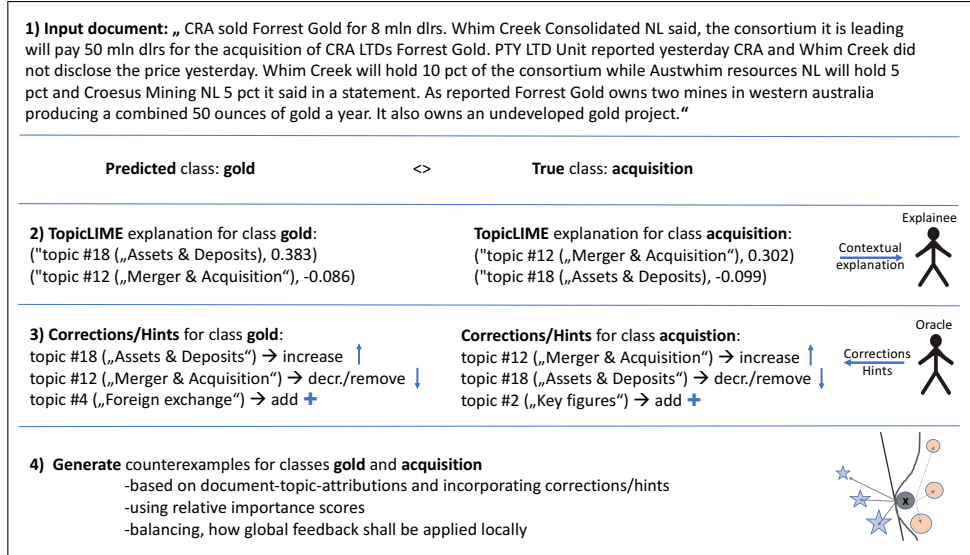 1) Input document: „ CRA sold Forrest Gold for 8 mln dlrs. Whim Creek Consolidated NL said, the consortium it is leading
will pay 50 mln dlrs for the acquisition of CRA LTDs Forrest Gold. PTY LTD Unit reported yesterday CRA and Whim Creek did
not disclose the price yesterday. Whim Creek will hold 10 pct of the consortium while Austwhim resources NL will hold 5
pct and Croesus Mining NL 5 pct it said in a statement. As reported Forrest Gold owns two mines in western australia
producing a combined 50 ounces of gold a year. It also owns an undeveloped gold project.“
Predicted class: gold <> True class: acquisition
2) TopicLIME explanation for class gold:
("topic #18 („Assets & Deposits), 0.383)
("topic #12 („Merger & Acquisition“), -0.086)
TopicLIME explanation for class acquisition:
("topic #12 („Merger & Acquisition“), 0.302)
("topic #18 („Assets & Deposits), -0.099)
Explainee
Contextual
explanation
3) Corrections/Hints for class gold:
topic #18 („Assets & Deposits“) → increase ↑
topic #12 („Merger & Acquisition“) → decr./remove ↓
topic #4 („Foreign exchange“) → add +
Corrections/Hints for class acquistion:
topic #12 („Merger & Acquisition“) → increase ↑
topic #18 („Assets & Deposits“) → decr./remove ↓
topic #2 („Key figures“) → add +
Oracle
Corrections
Hints
4) Generate counterexamples for classes gold and acquisition
-based on document-topic-attributions and incorporating corrections/hints
-using relative importance scores
-balancing, how global feedback shall be applied locally
X